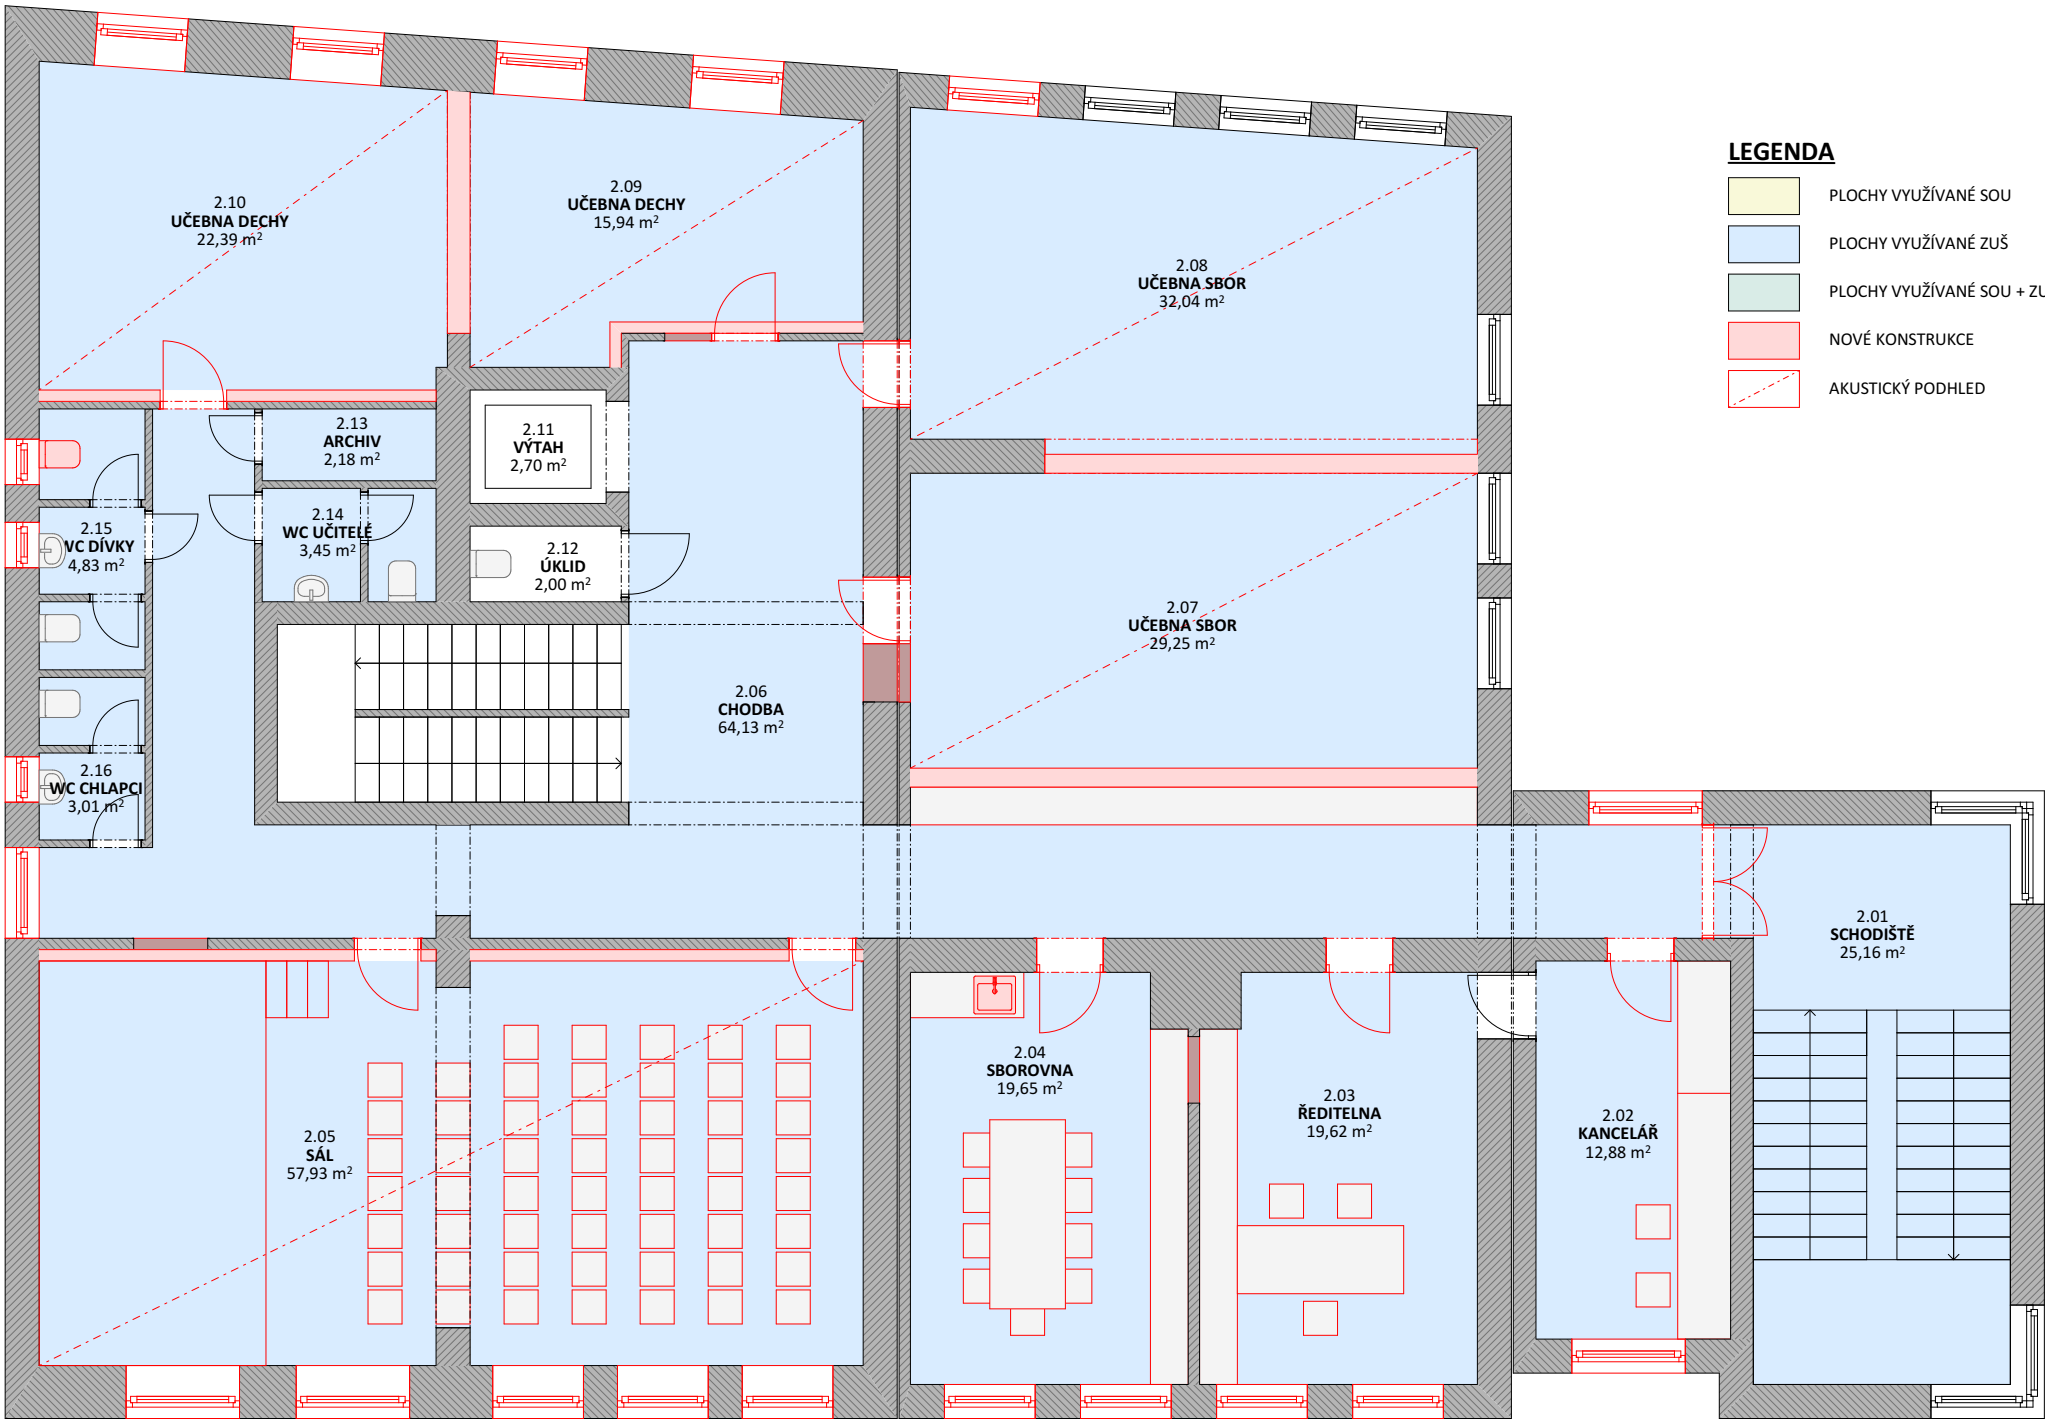 LEGENDA
PLOCHY VYUŽÍVANÉ SOU
PLOCHY VYUŽÍVANÉ ZUŠ
PLOCHY VYUŽÍVANÉ SOU + ZU
NOVÉ KONSTRUKCE
AKUSTICKÝ PODHLED
2.10
UČEBNA DECHY
22,39 m²
2.09
UČEBNA DECHY
15,94 m²
2.08
UČEBNA SBOR
32,04 m²
2.13
ARCHIV
2,18 m²
2.11
VÝTAH
2,70 m²
2.15
WC DÍVKY
4,83 m²
2.14
WC UČITELÉ
3,45 m²
2.12
ÚKLID
2,00 m²
2.07
UČEBNA SBOR
29,25 m²
2.06
CHODBA
64,13 m²
2.16
WC CHLAPCI
3,01 m²
2.01
SCHODIŠTĚ
25,16 m²
2.04
SBOROVNA
19,65 m²
2.03
ŘEDITELNA
19,62 m²
2.02
KANCELÁŘ
12,88 m²
2.05
SÁL
57,93 m²